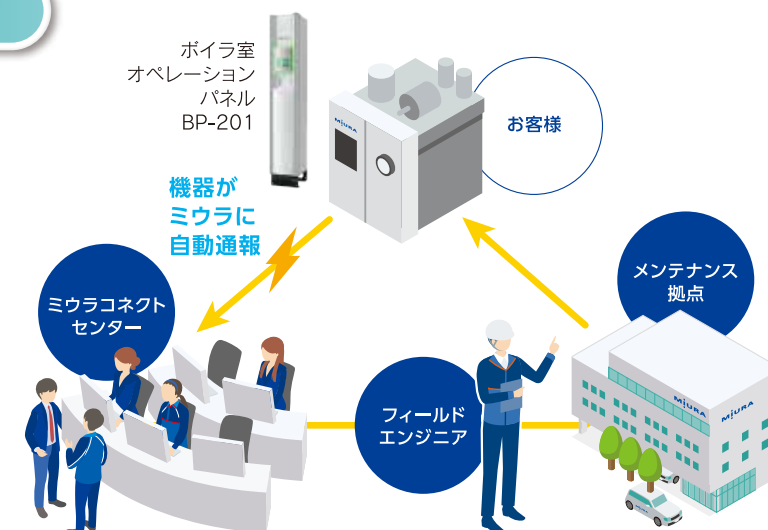 ボイラ室
オペレーション
パネル
BP-201
MIURA
お客様
機器が
ミウラに
自動通報
ミウラコネクト
センター
メンテナンス
拠点
フィールド
エンジニア
MIURA
MIURA
MIURA